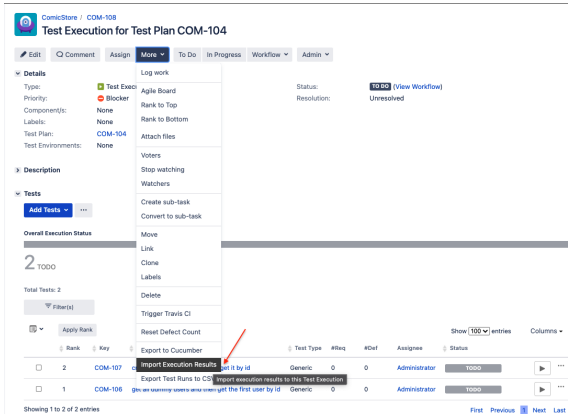 ComicStore / COM-108
Test Execution for Test Plan COM-104
Edit Comment Assign More To Do In Progress Workflow Admin
Details
Type: Test Exec
Priority: Blocker
Component/s: None
Labels: None
Test Plan: COM-104
Test Environments: None
Status: TO DO (View Workflow)
Resolution: Unresolved
Log work
Agile Board
Rank to Top
Rank to Bottom
Attach files
Voters
Stop watching
Watchers
Create sub-task
Convert to sub-task
Move
Link
Clone
Labels
Delete
Trigger Travis CI
Reset Defect Count
Export to Cucumber
Import Execution Results
Export Test Runs to CSV
Import execution results to this Test Execution
Description
Tests
Add Tests ...
Overall Execution Status
2 TODO
Total Tests: 2
Filter(s)
Apply Rank
Show 100 entries Columns
Rank Key Test Type #Req #Def Assignee Status
2 COM-107 get it by id Generic 0 0 Administrator TODO ...
1 COM-106 get all dummy users and then get the first user by id Generic 0 0 Administrator TODO ...
Showing 1 to 2 of 2 entries
First Previous 1 Next Last